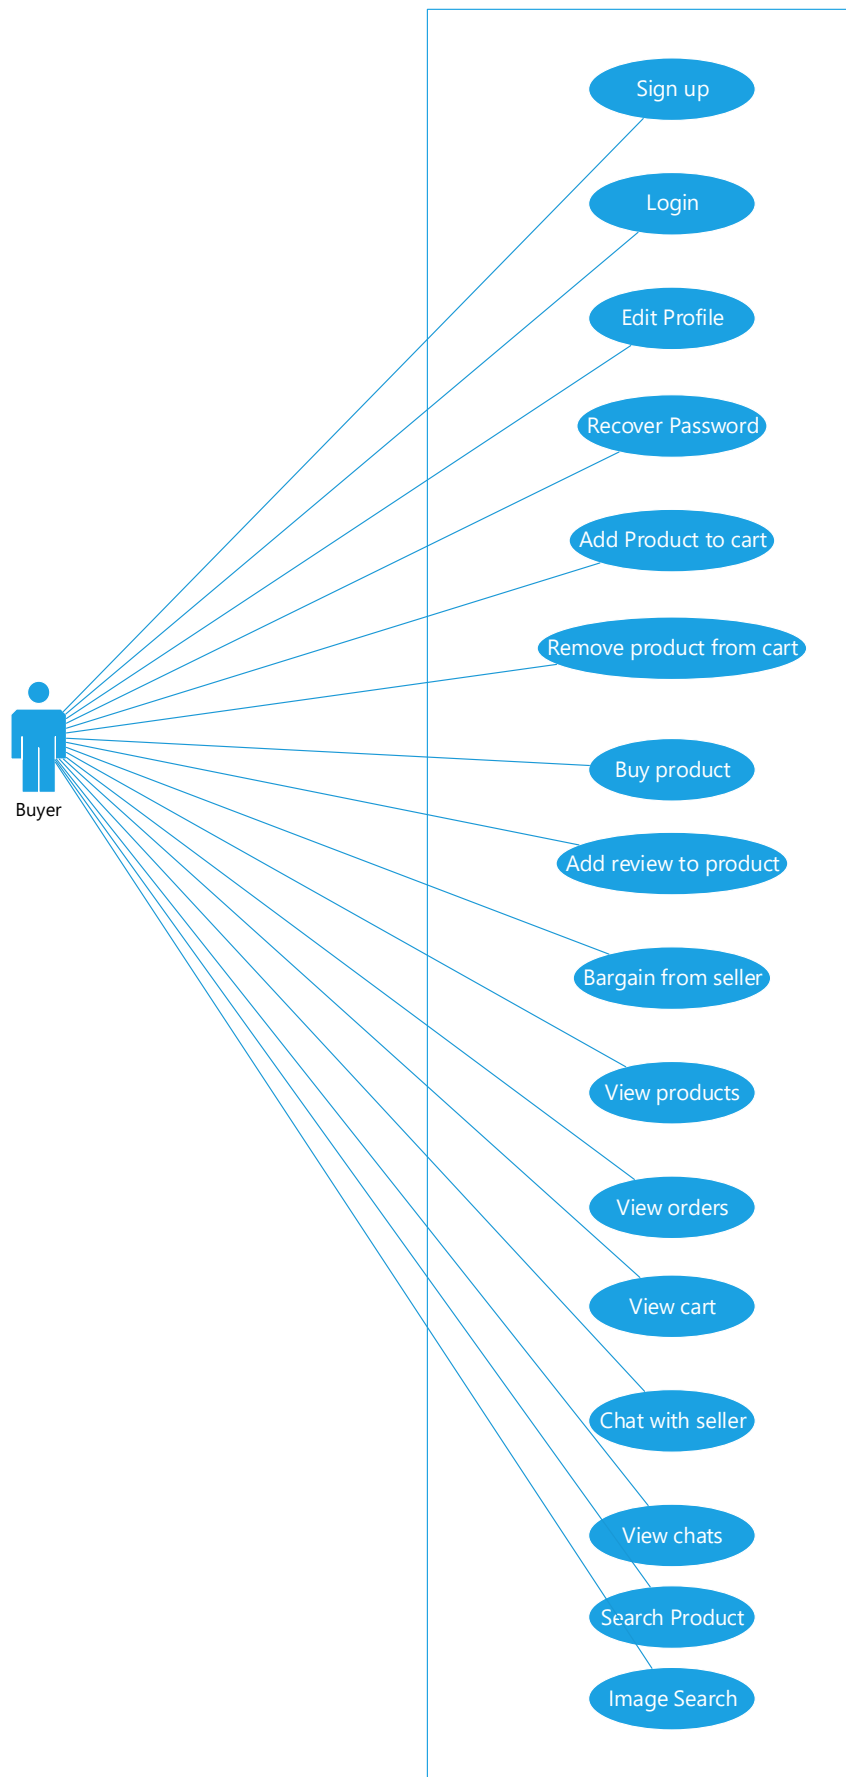 Sign up
Login
Edit Profile
Recover Password
Add Product to cart
Remove product from cart
Buyer
Buy product
Add review to product
Bargain from seller
View products
View orders
View cart
Chat with seller
View chats
Search Product
Image Search